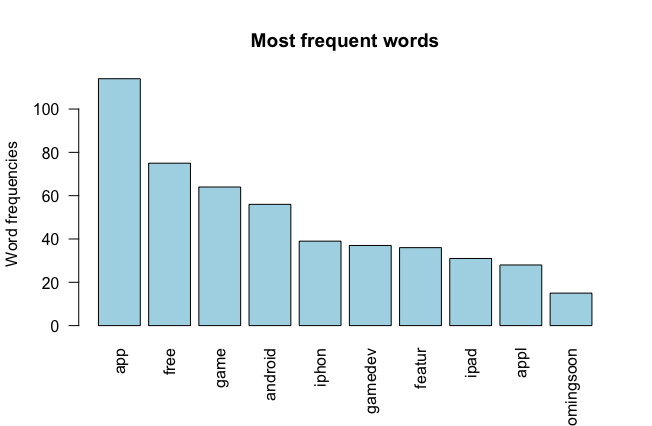 Most frequent words
Word frequencies
100
80
60
40
20
0
app
free
game
android
iphon
gamedev
featur
ipad
appl
omingsoon